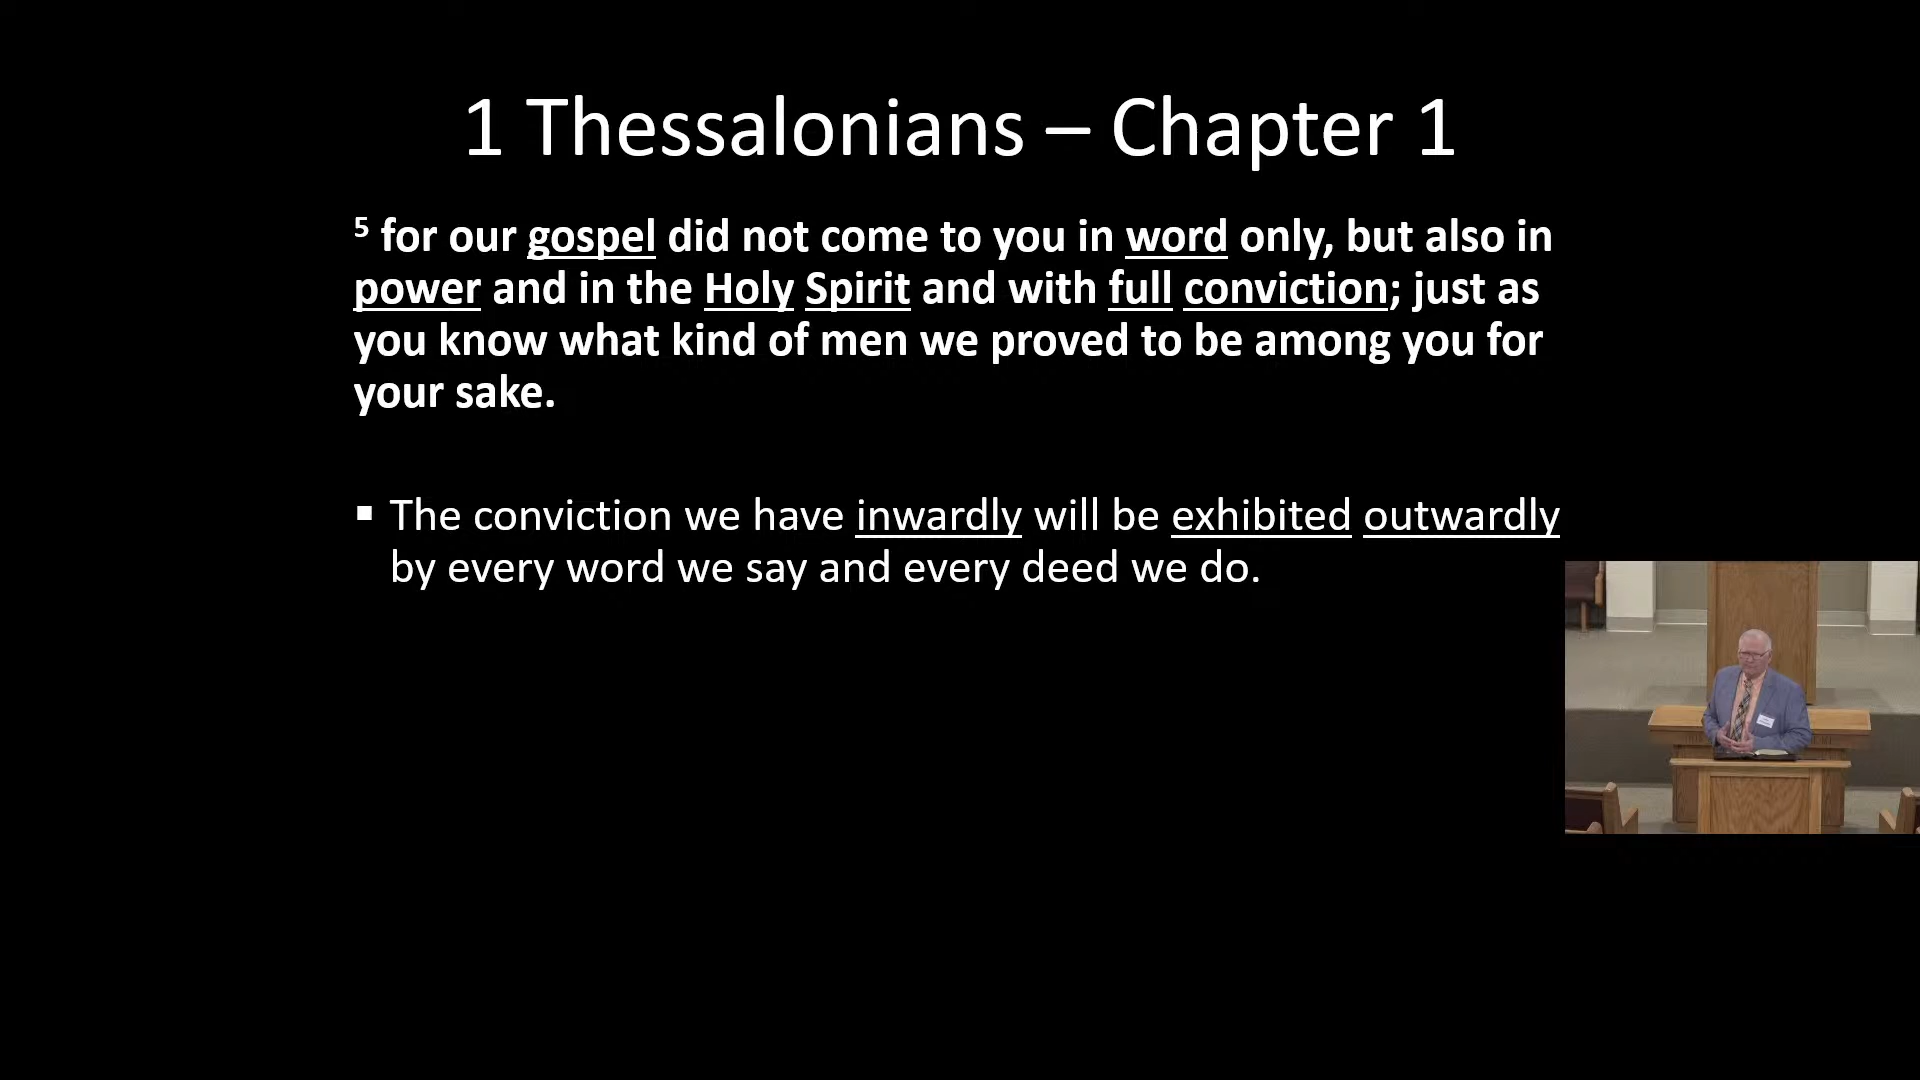 1 Thessalonians – Chapter 1
5 for our gospel did not come to you in word only, but also in
power and in the Holy Spirit and with full conviction; just as
you know what kind of men we proved to be among you for
your sake.
▪ The conviction we have inwardly will be exhibited outwardly
by every word we say and every deed we do.